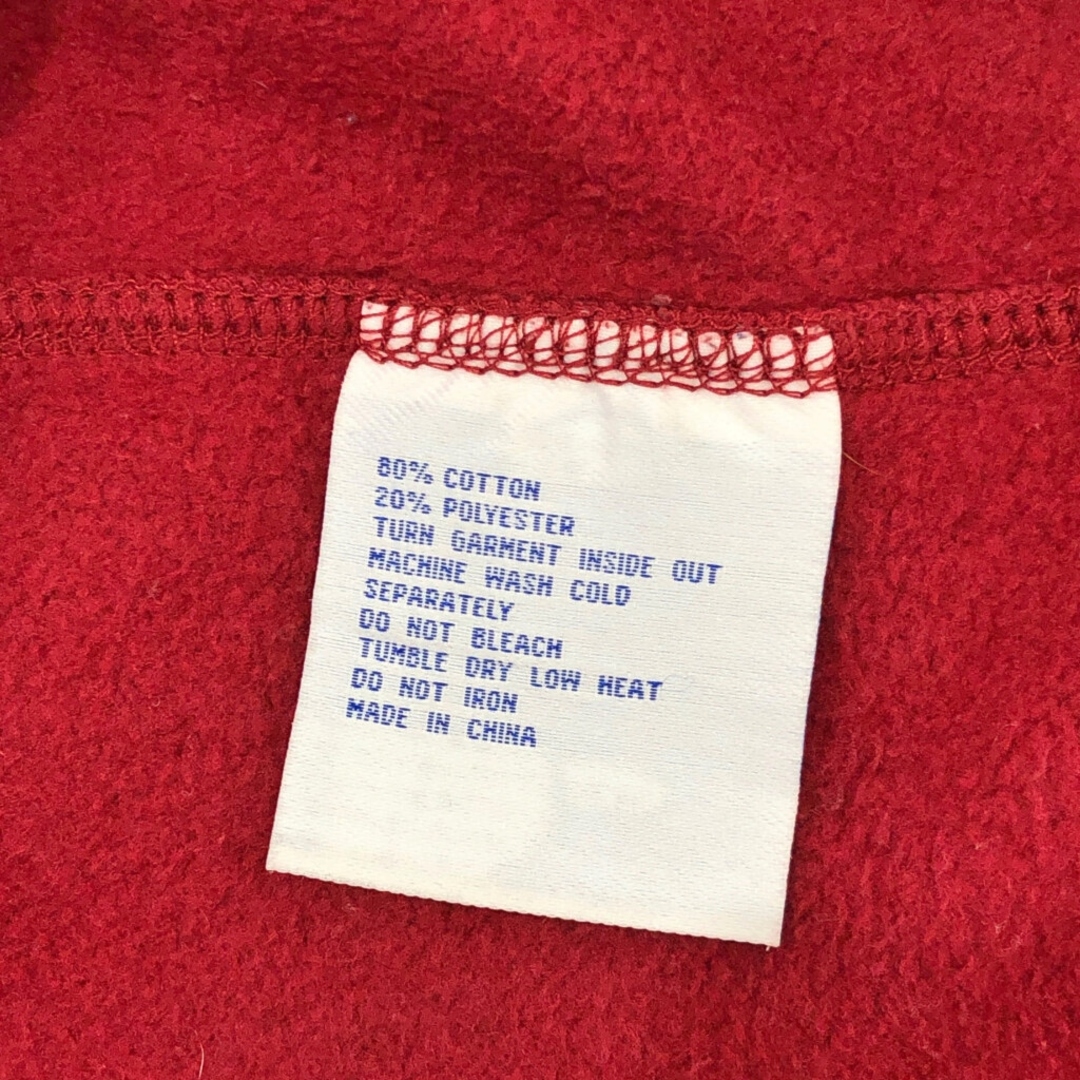 80% COTTON
20% POLYESTER
TURN GARMENT INSIDE OUT
MACHINE WASH COLD
SEPARATELY
DO NOT BLEACH
TUMBLE DRY LOW HEAT
DO NOT IRON
MADE IN CHINA